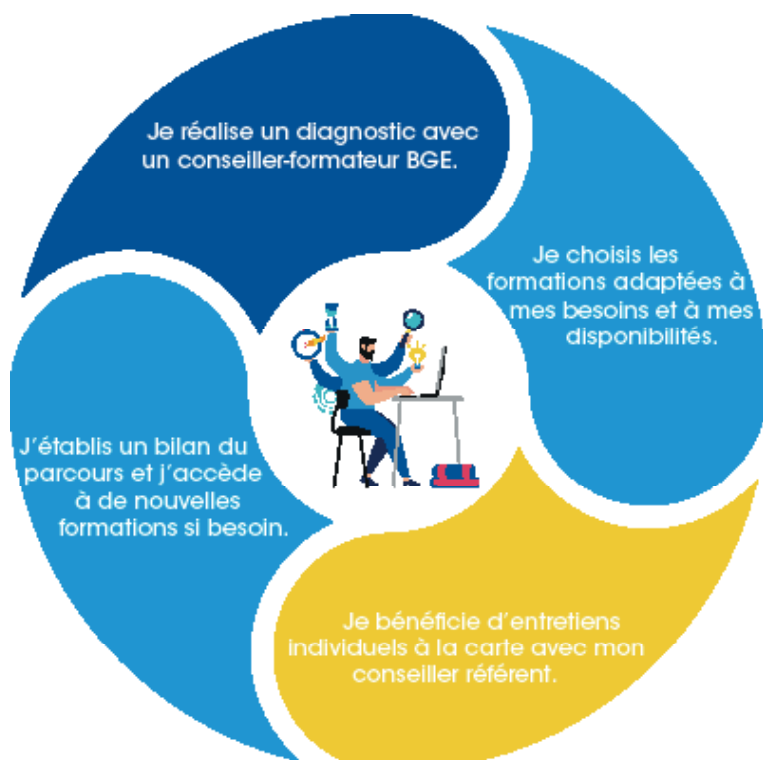 Je réalise un diagnostic avec
un conseiller-formateur BGE.
Je choisis les
formations adaptées à
mes besoins et à mes
disponibilités.
Je bénéficie d'entretiens
individuels à la carte avec mon
conseiller référent.
J'établis un bilan du
parcours et j'accède
à de nouvelles
formations si besoin.